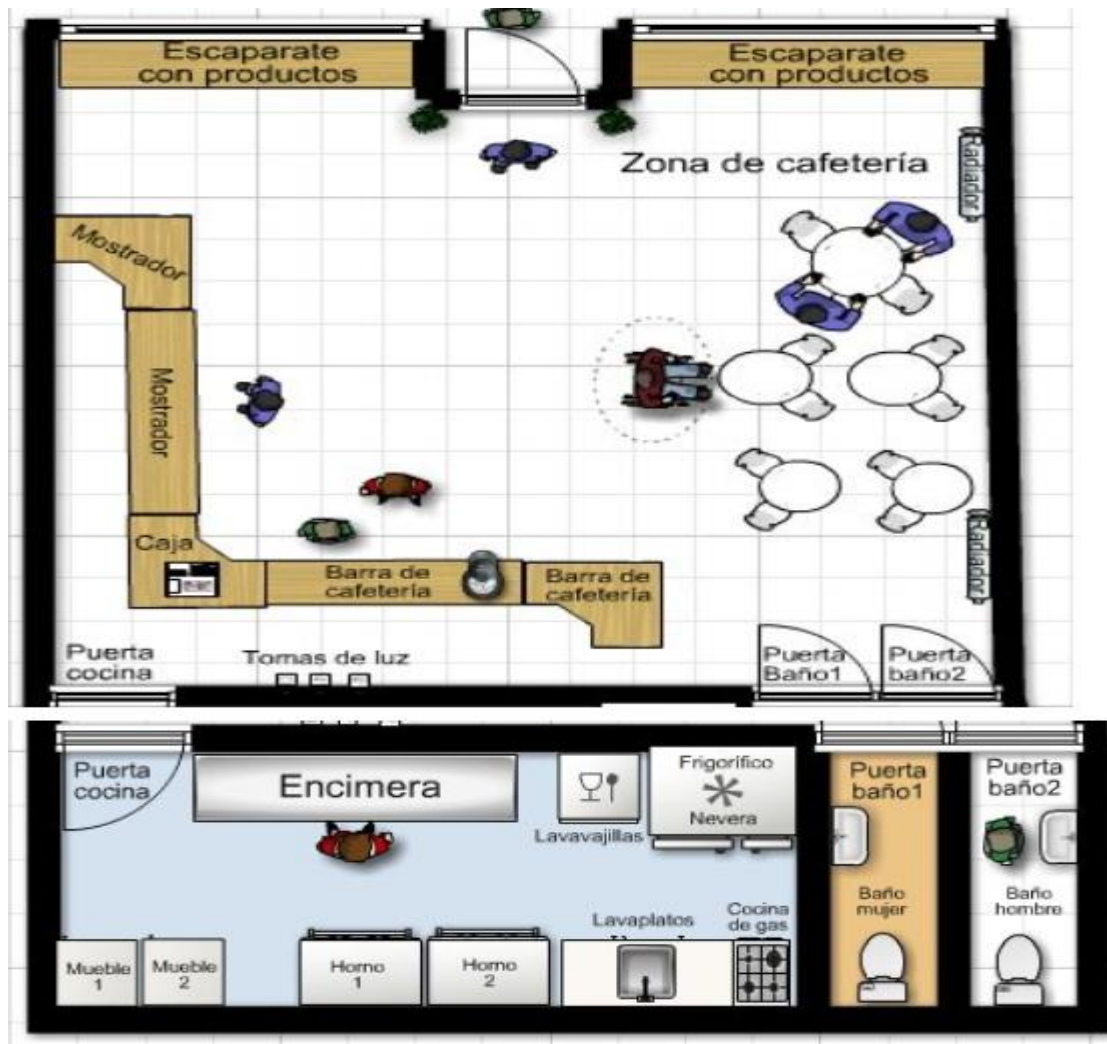 Escaparate
con productos
Escaparate
con productos
Zona de cafetería
Radiador
Mostrador
Mostrador
Caja
Barra de
cafetería
Barra de
cafetería
Radiador
Puerta
cocina
Tomas de luz
Puerta
Baño1
Puerta
baño2
Puerta
cocina
Encimera
Lavavajillas
Frigorífico
Nevera
Puerta
baño1
Puerta
baño2
Baño
mujer
Baño
hombre
Mueble
1
Mueble
2
Horno
1
Horno
2
Lavaplatos
Cocina
de gas